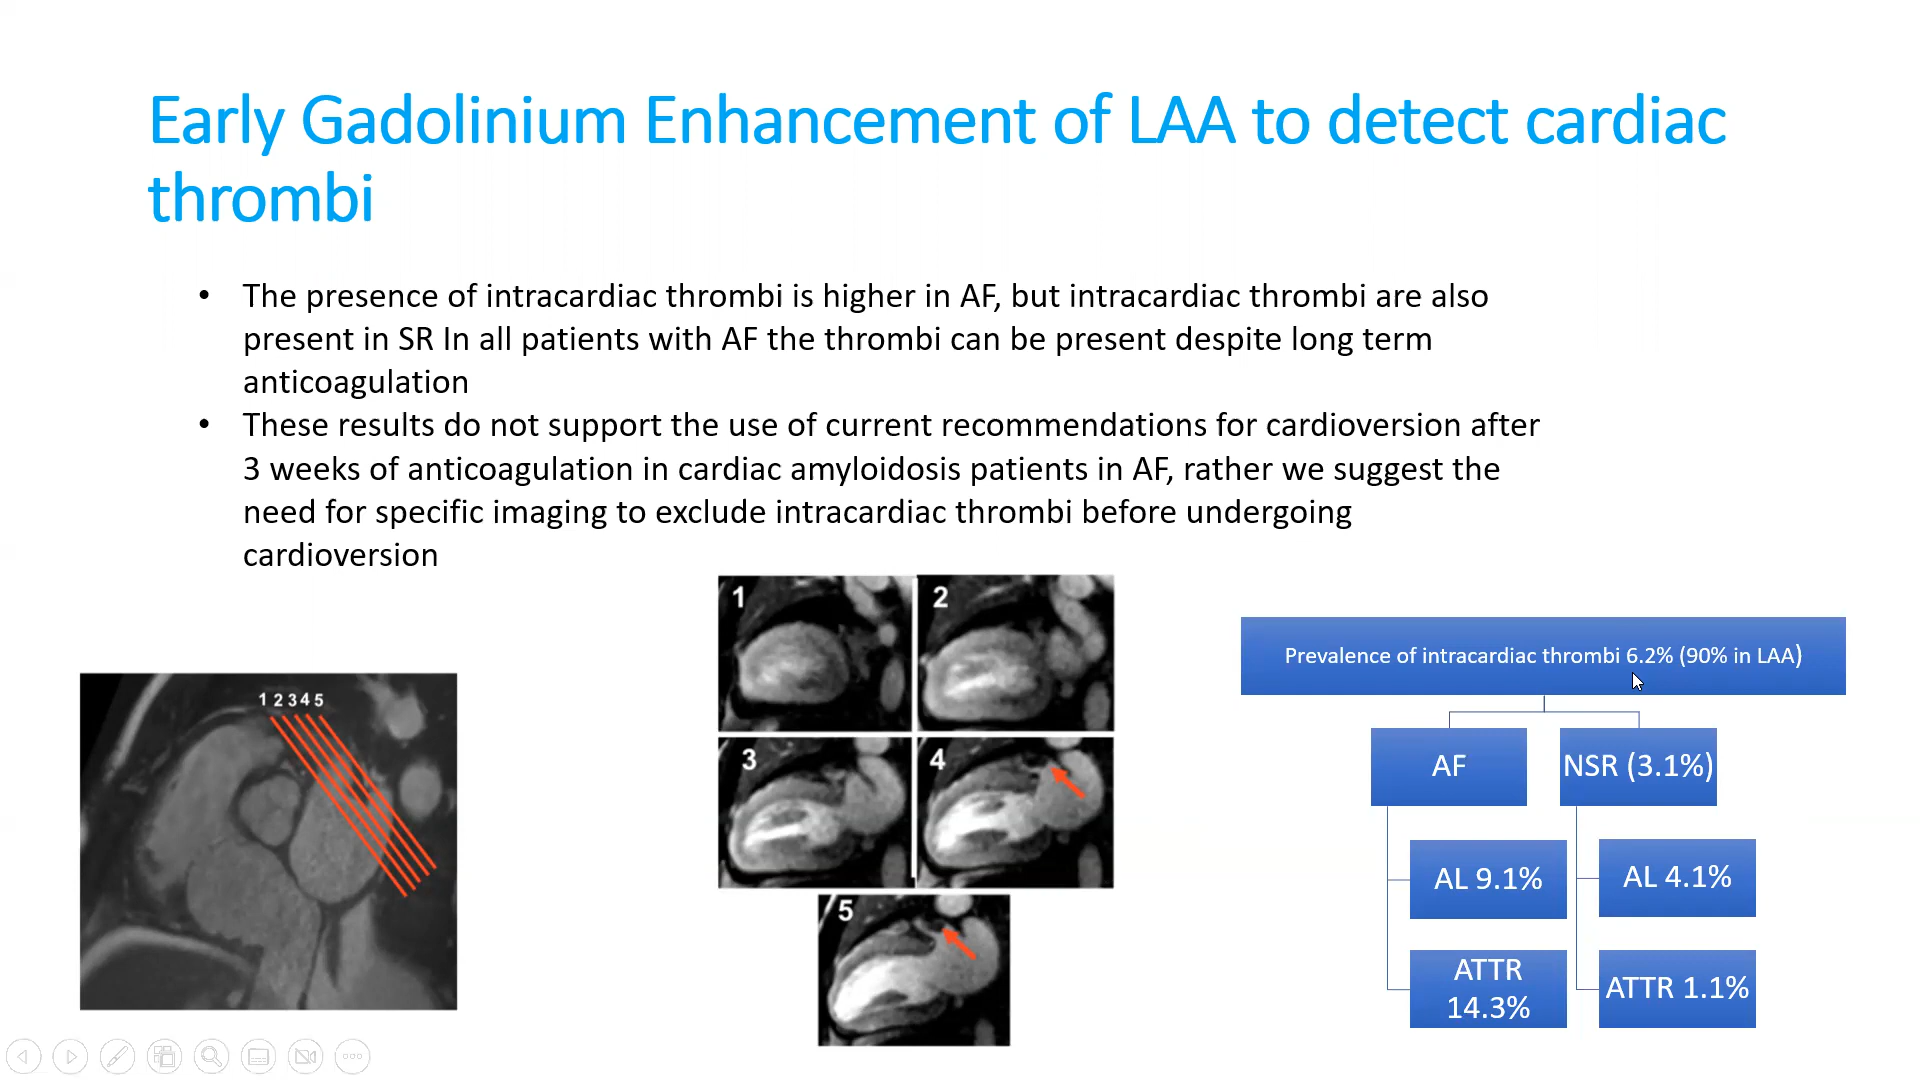 Early Gadolinium Enhancement of LAA to detect cardiac
thrombi
• The presence of intracardiac thrombi is higher in AF, but intracardiac thrombi are also
present in SR In all patients with AF the thrombi can be present despite long term
anticoagulation
• These results do not support the use of current recommendations for cardioversion after
3 weeks of anticoagulation in cardiac amyloidosis patients in AF, rather we suggest the
need for specific imaging to exclude intracardiac thrombi before undergoing
cardioversion
1 2 3 4 5
1
2
3
4
5
Prevalence of intracardiac thrombi 6.2% (90% in LAA)
AF
NSR (3.1%)
AL 9.1%
AL 4.1%
ATTR
14.3%
ATTR 1.1%